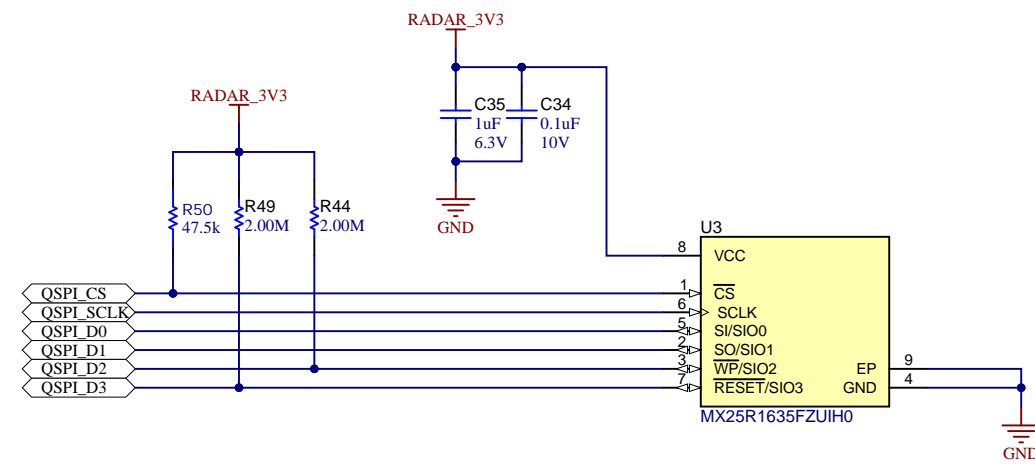 RADAR_3V3
C35
1uF
6.3V
C34
0.1uF
10V
GND
RADAR_3V3
R50
47.5k
R49
2.00M
R44
2.00M
QSPI_CS
QSPI_SCLK
QSPI_D0
QSPI_D1
QSPI_D2
QSPI_D3
U3
8 VCC
1 CS
6 SCLK
5 SI/SIO0
2 SO/SIO1
3 WP/SIO2
7 RESET/SIO3
EP 9
GND 4
MX25R1635FZUIH0
GND